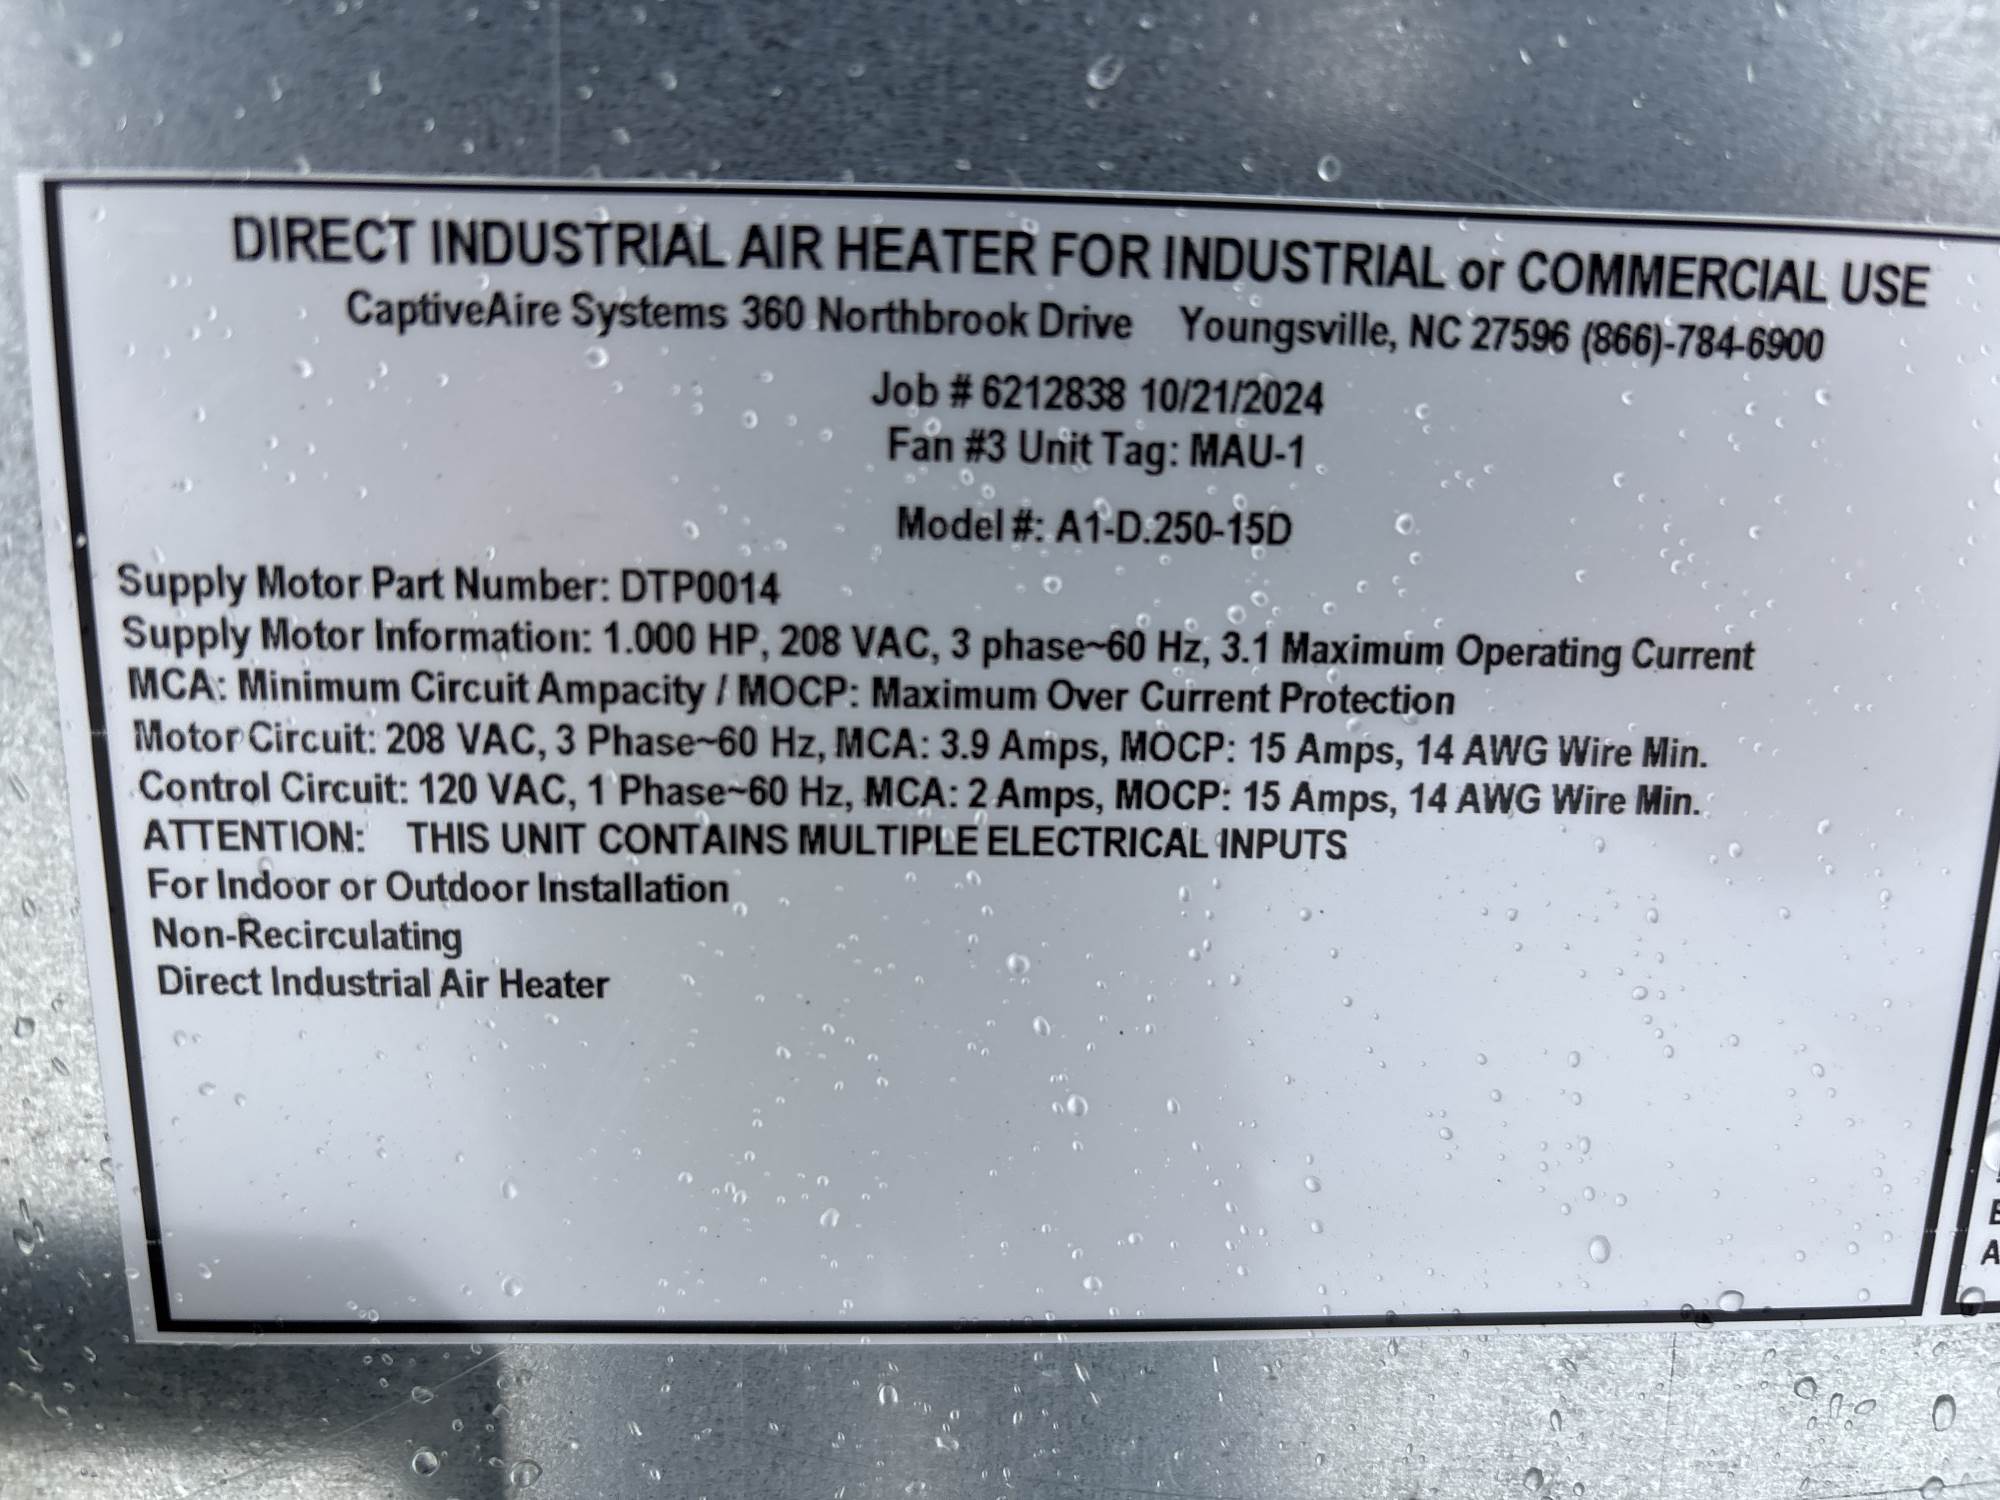 DIRECT INDUSTRIAL AIR HEATER FOR INDUSTRIAL or COMMERCIAL USE
CaptiveAire Systems 360 Northbrook Drive Youngsville, NC 27596 (866)-784-6900
Job # 6212838 10/21/2024
Fan #3 Unit Tag: MAU-1
Model #: A1-D.250-15D
Supply Motor Part Number: DTP0014
Supply Motor Information: 1.000 HP, 208 VAC, 3 phase~60 Hz, 3.1 Maximum Operating Current
MCA: Minimum Circuit Ampacity / MOCP: Maximum Over Current Protection
Motor Circuit: 208 VAC, 3 Phase~60 Hz, MCA: 3.9 Amps, MOCP: 15 Amps, 14 AWG Wire Min.
Control Circuit: 120 VAC, 1 Phase~60 Hz, MCA: 2 Amps, MOCP: 15 Amps, 14 AWG Wire Min.
ATTENTION: THIS UNIT CONTAINS MULTIPLE ELECTRICAL INPUTS
For Indoor or Outdoor Installation
Non-Recirculating
Direct Industrial Air Heater